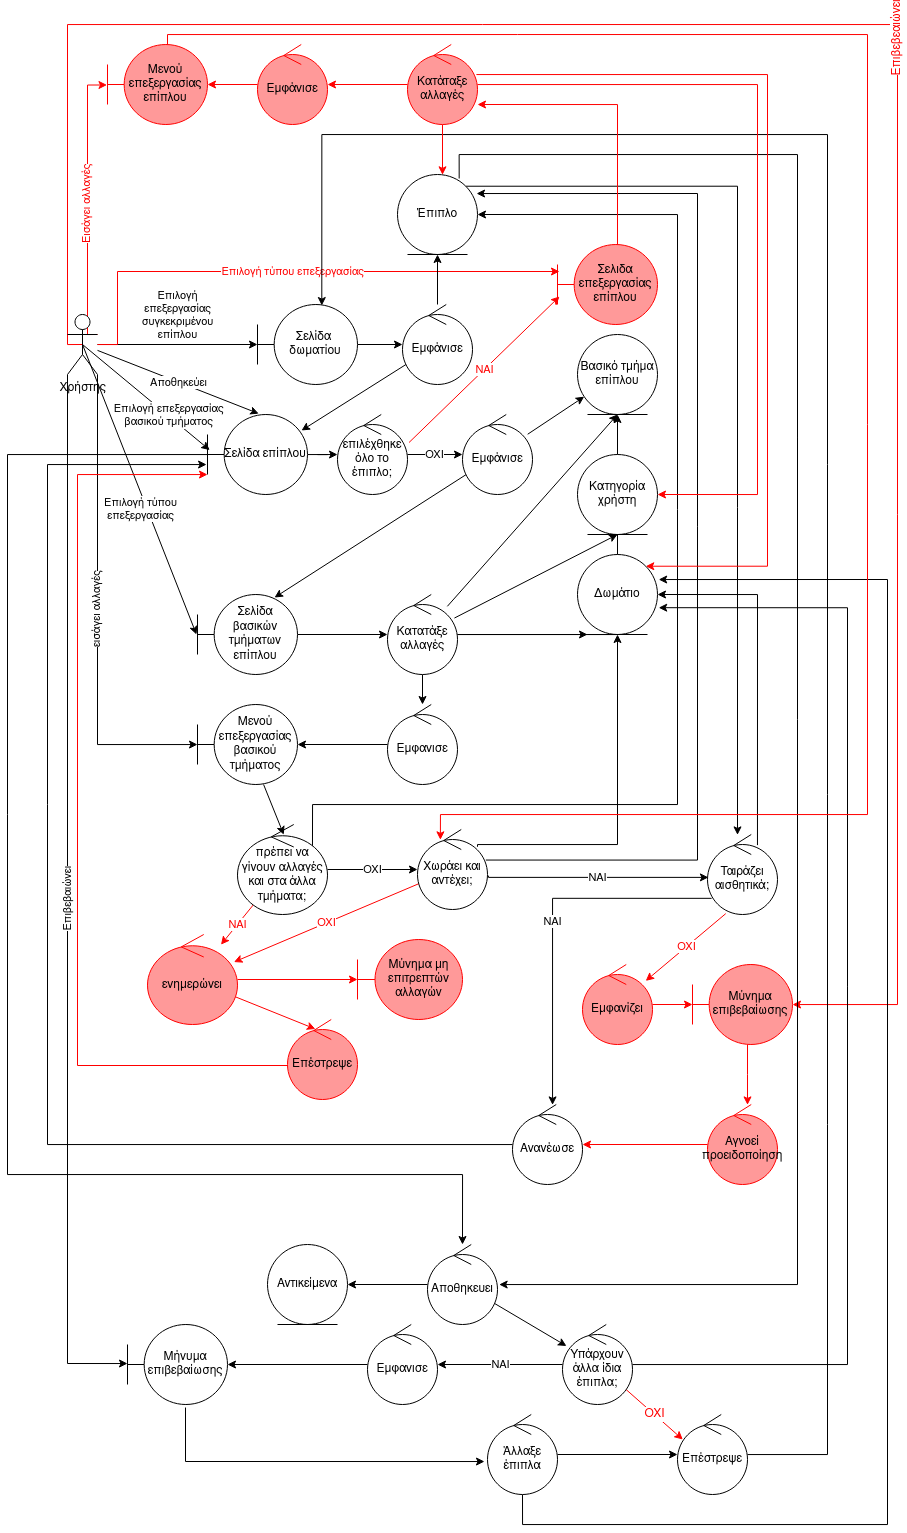 Επιβεβεαιώνει
Μενού
επεξεργασίας
επίπλου
Εμφάνισε
Κατάταξε
αλλαγές
Εισάγει αλλαγές
Έπιπλο
Επιλογή τύπου επεξεργασίας
Σελιδα
επεξεργασίας
επίπλου
Επιλογή
επεξεργασίας
συγκεκριμένου
επίπλου
Σελίδα
δωματίου
Εμφάνισε
Χρήστης
Αποθηκεύει
ΝΑΙ
Βασικό τμήμα
επίπλου
Επιλογή επεξεργασίας
βασικού τμήματος
Σελίδα επίπλου
επιλέχθηκε
όλο το
έπιπλο;
ΟΧΙ
Εμφάνισε
Επιλογή τύπου
επεξεργασίας
Κατηγορία
χρήστη
εισάγει αλλαγές
Σελίδα
βασικών
τμήματων
επίπλου
Κατατάξε
αλλαγές
Δωμάτιο
Μενού
επεξεργασίας
βασικού
τμήματος
Εμφανισε
πρέπει να
γίνουν αλλαγές
και στα άλλα
τμήματα;
ΟΧΙ
Χωράει και
αντέχει;
ΝΑΙ
Ταιράζει
αισθητικά;
Επιβεβαιώνει
ΝΑΙ
ΟΧΙ
ΝΑΙ
ΟΧΙ
ενημερώνει
Μύνημα μη
επιτρεπτών
αλλαγών
Εμφανίζει
Μύνημα
επιβεβαίωσης
Επέστρεψε
Ανανέωσε
Αγνοεί
προειδοποίηση
Αντικείμενα
Αποθηκευει
Μήνυμα
επιβεβαίωσης
Εμφανισε
ΝΑΙ
Υπάρχουν
άλλα ίδια
έπιπλα;
ΟΧΙ
Άλλαξε
έπιπλα
Επέστρεψε